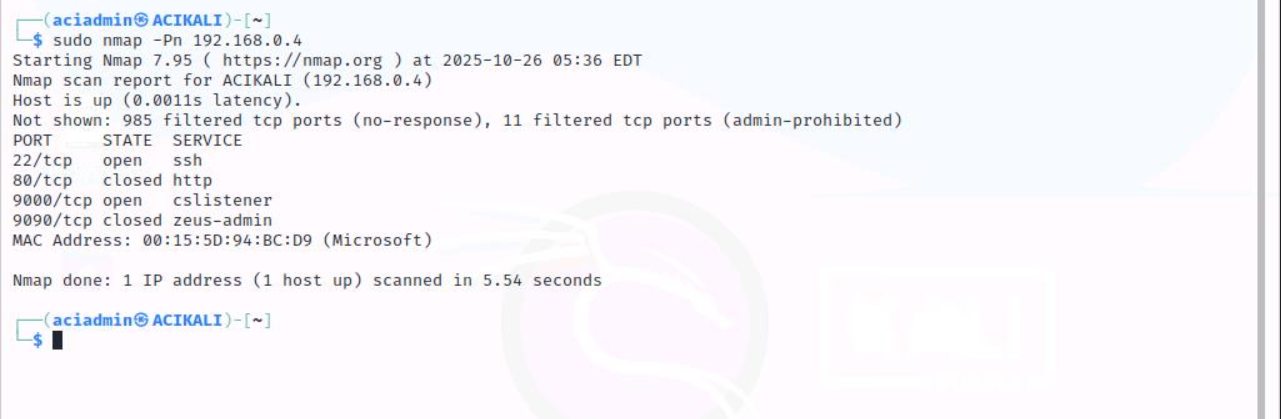 ┌──(aciadmin㉿ACIKALI)-[~]
└─$ sudo nmap -Pn 192.168.0.4
Starting Nmap 7.95 ( https://nmap.org ) at 2025-10-26 05:36 EDT
Nmap scan report for ACIKALI (192.168.0.4)
Host is up (0.0011s latency).
Not shown: 985 filtered tcp ports (no-response), 11 filtered tcp ports (admin-prohibited)
PORT     STATE  SERVICE
22/tcp   open   ssh
80/tcp   closed http
9000/tcp open   cslistener
9090/tcp closed zeus-admin
MAC Address: 00:15:5D:94:BC:D9 (Microsoft)
Nmap done: 1 IP address (1 host up) scanned in 5.54 seconds
┌──(aciadmin㉿ACIKALI)-[~]
└─$